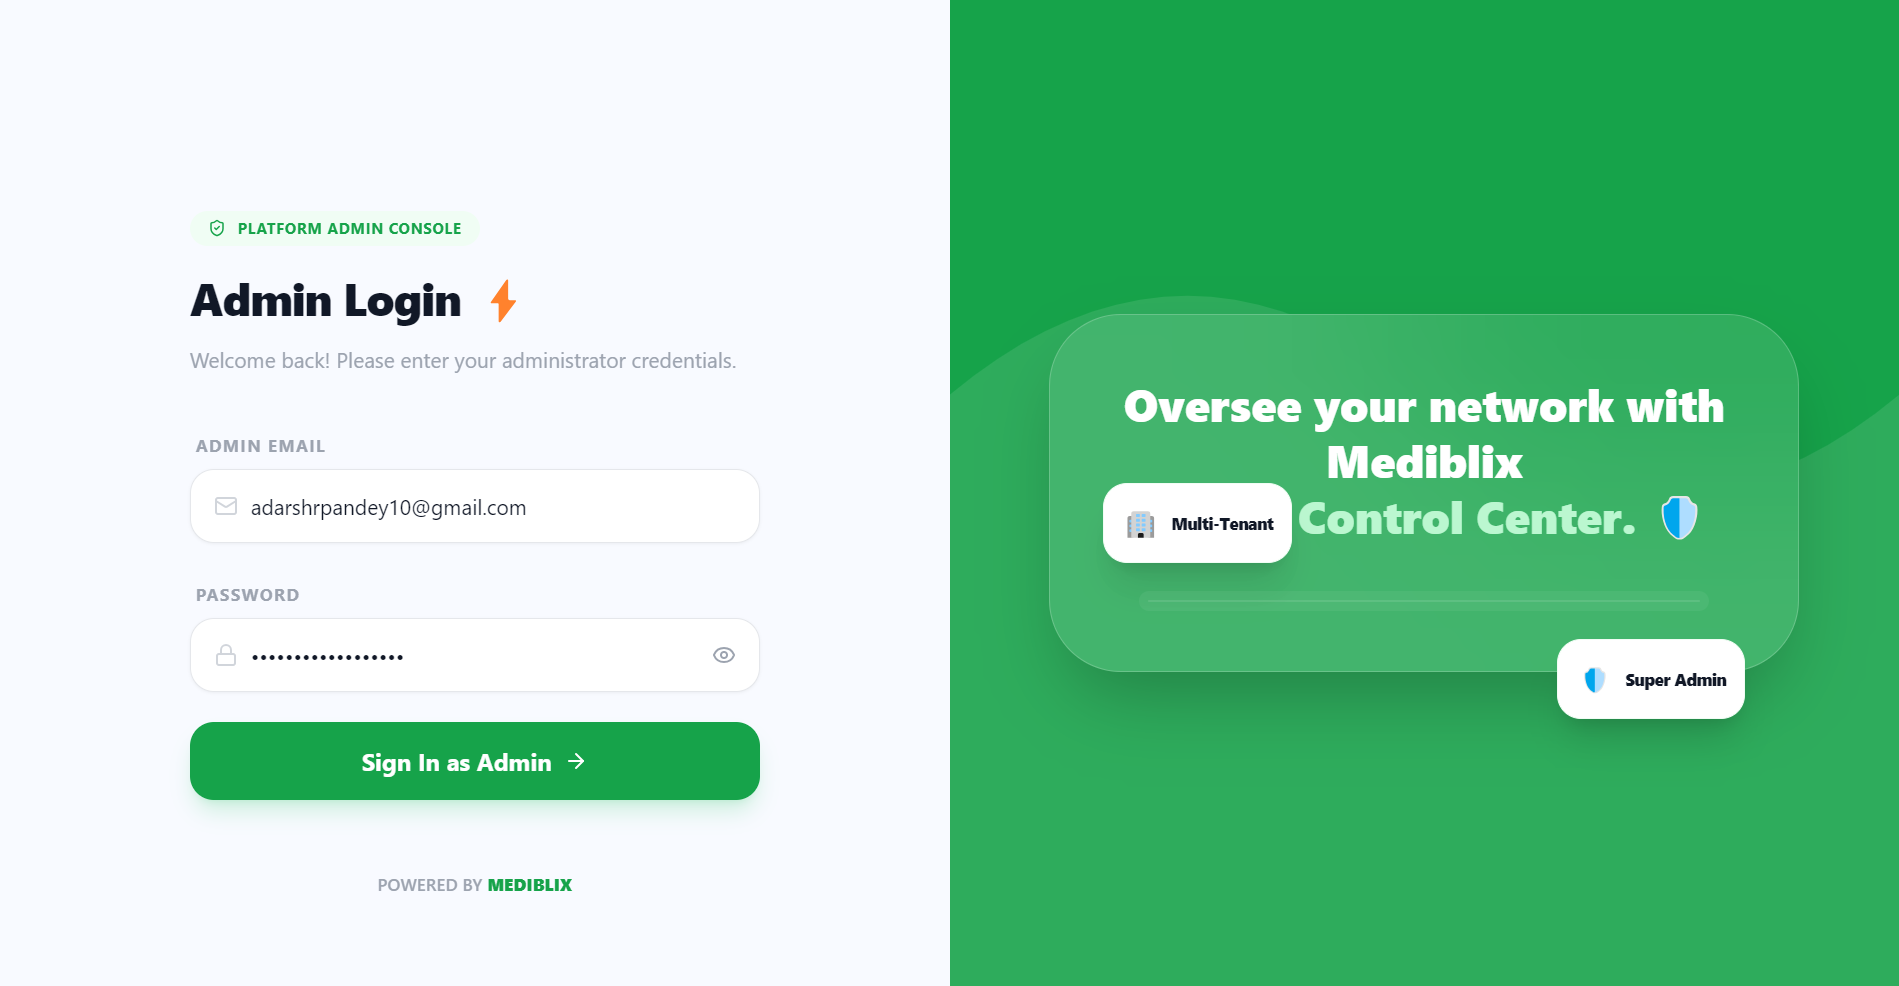 PLATFORM ADMIN CONSOLE
Admin Login
Welcome back! Please enter your administrator credentials.
ADMIN EMAIL
adarshrpandey10@gmail.com
PASSWORD
••••••••••••••••••
Sign In as Admin →
POWERED BY MEDIBLIX
Oversee your network with
Mediblix
Control Center.
Multi-Tenant
Super Admin